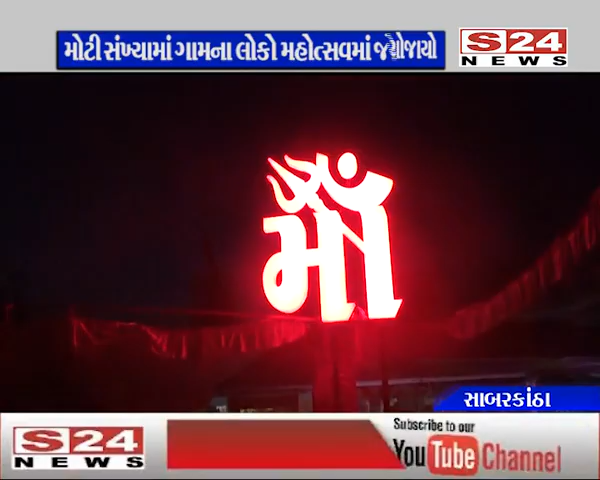 મોટી સંખ્યામાં ગામના લોકો મહોત્સવમાં
S24
NEWS
માઁ
સાબરકાંઠા
S24
NEWS
Subscribe to our
YouTube Channel